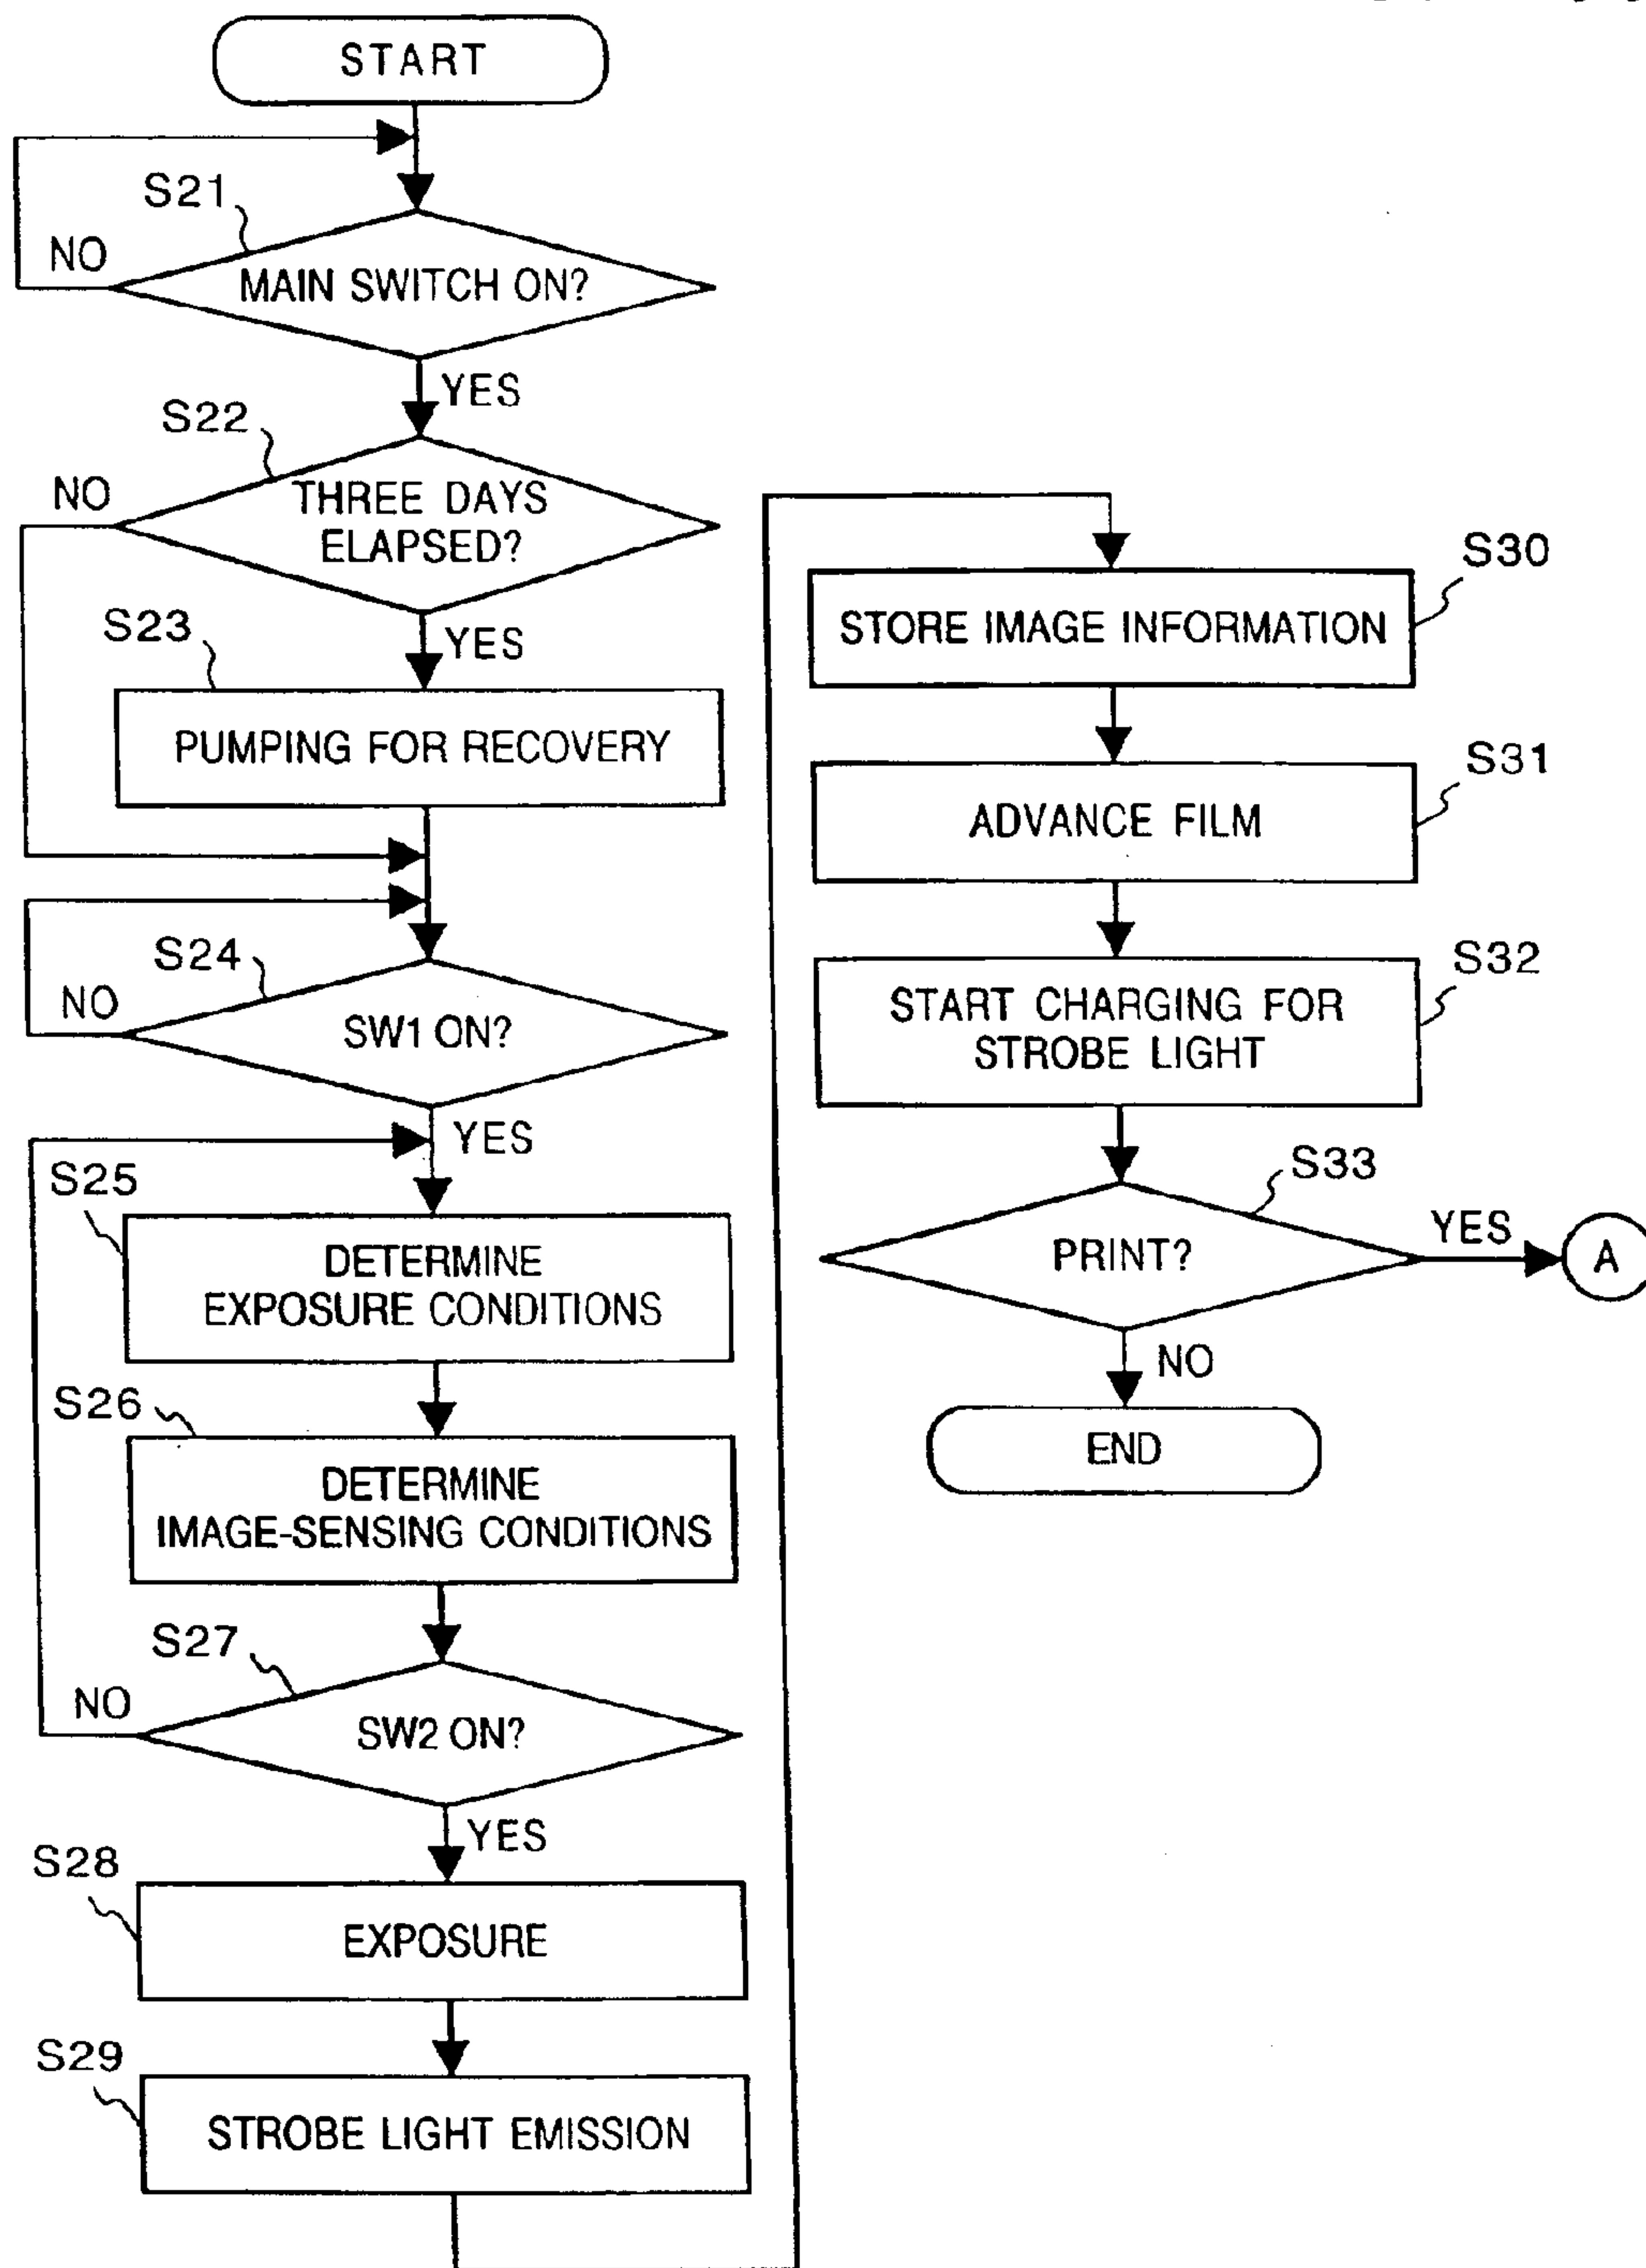 START
S21
NO
MAIN SWITCH ON?
YES
S22
NO
THREE DAYS
ELAPSED?
S23
YES
PUMPING FOR RECOVERY
S24
NO
SW1 ON?
YES
S25
DETERMINE
EXPOSURE CONDITIONS
S26
DETERMINE
IMAGE-SENSING CONDITIONS
S27
NO
SW2 ON?
YES
S28
EXPOSURE
S29
STROBE LIGHT EMISSION
S30
STORE IMAGE INFORMATION
S31
ADVANCE FILM
S32
START CHARGING FOR
STROBE LIGHT
S33
PRINT?
YES
A
NO
END